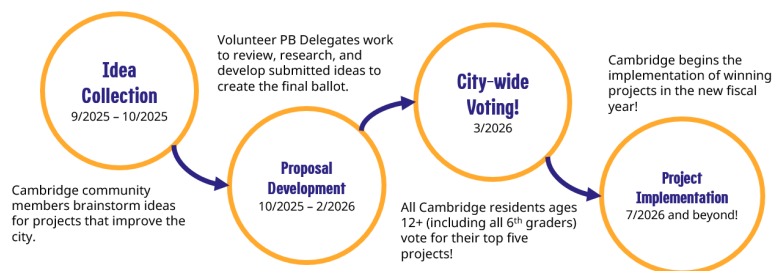 Idea
Collection
9/2025 – 10/2025
Cambridge community
members brainstorm ideas
for projects that improve the
city.
Volunteer PB Delegates work
to review, research, and
develop submitted ideas to
create the final ballot.
Proposal
Development
10/2025 – 2/2026
City-wide
Voting!
3/2026
All Cambridge residents ages
12+ (including all 6th graders)
vote for their top five
projects!
Cambridge begins the
implementation of winning
projects in the new fiscal
year!
Project
Implementation
7/2026 and beyond!